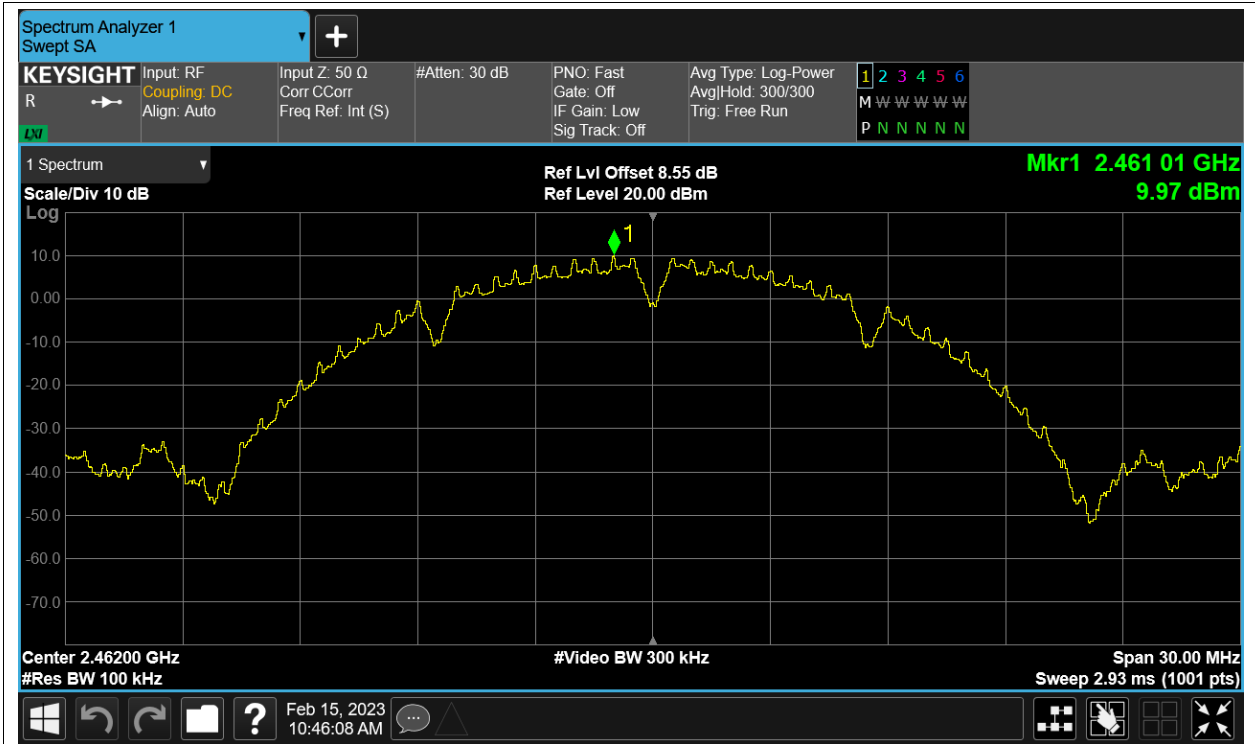 Spectrum Analyzer 1
Swept SA
KEYSIGHT
R
LXI
Input: RF
Coupling: DC
Align: Auto
Input Z: 50 Ω
Corr CCorr
Freq Ref: Int (S)
#Atten: 30 dB
PNO: Fast
Gate: Off
IF Gain: Low
Sig Track: Off
Avg Type: Log-Power
Avg|Hold: 300/300
Trig: Free Run
1 2 3 4 5 6
M W W W W W
P N N N N N
1 Spectrum
Scale/Div 10 dB
Log
Ref Lvl Offset 8.55 dB
Ref Level 20.00 dBm
Mkr1 2.461 01 GHz
9.97 dBm
1
10.0
0.00
-10.0
-20.0
-30.0
-40.0
-50.0
-60.0
-70.0
Center 2.46200 GHz
#Video BW 300 kHz
Span 30.00 MHz
#Res BW 100 kHz
Sweep 2.93 ms (1001 pts)
?
Feb 15, 2023
10:46:08 AM